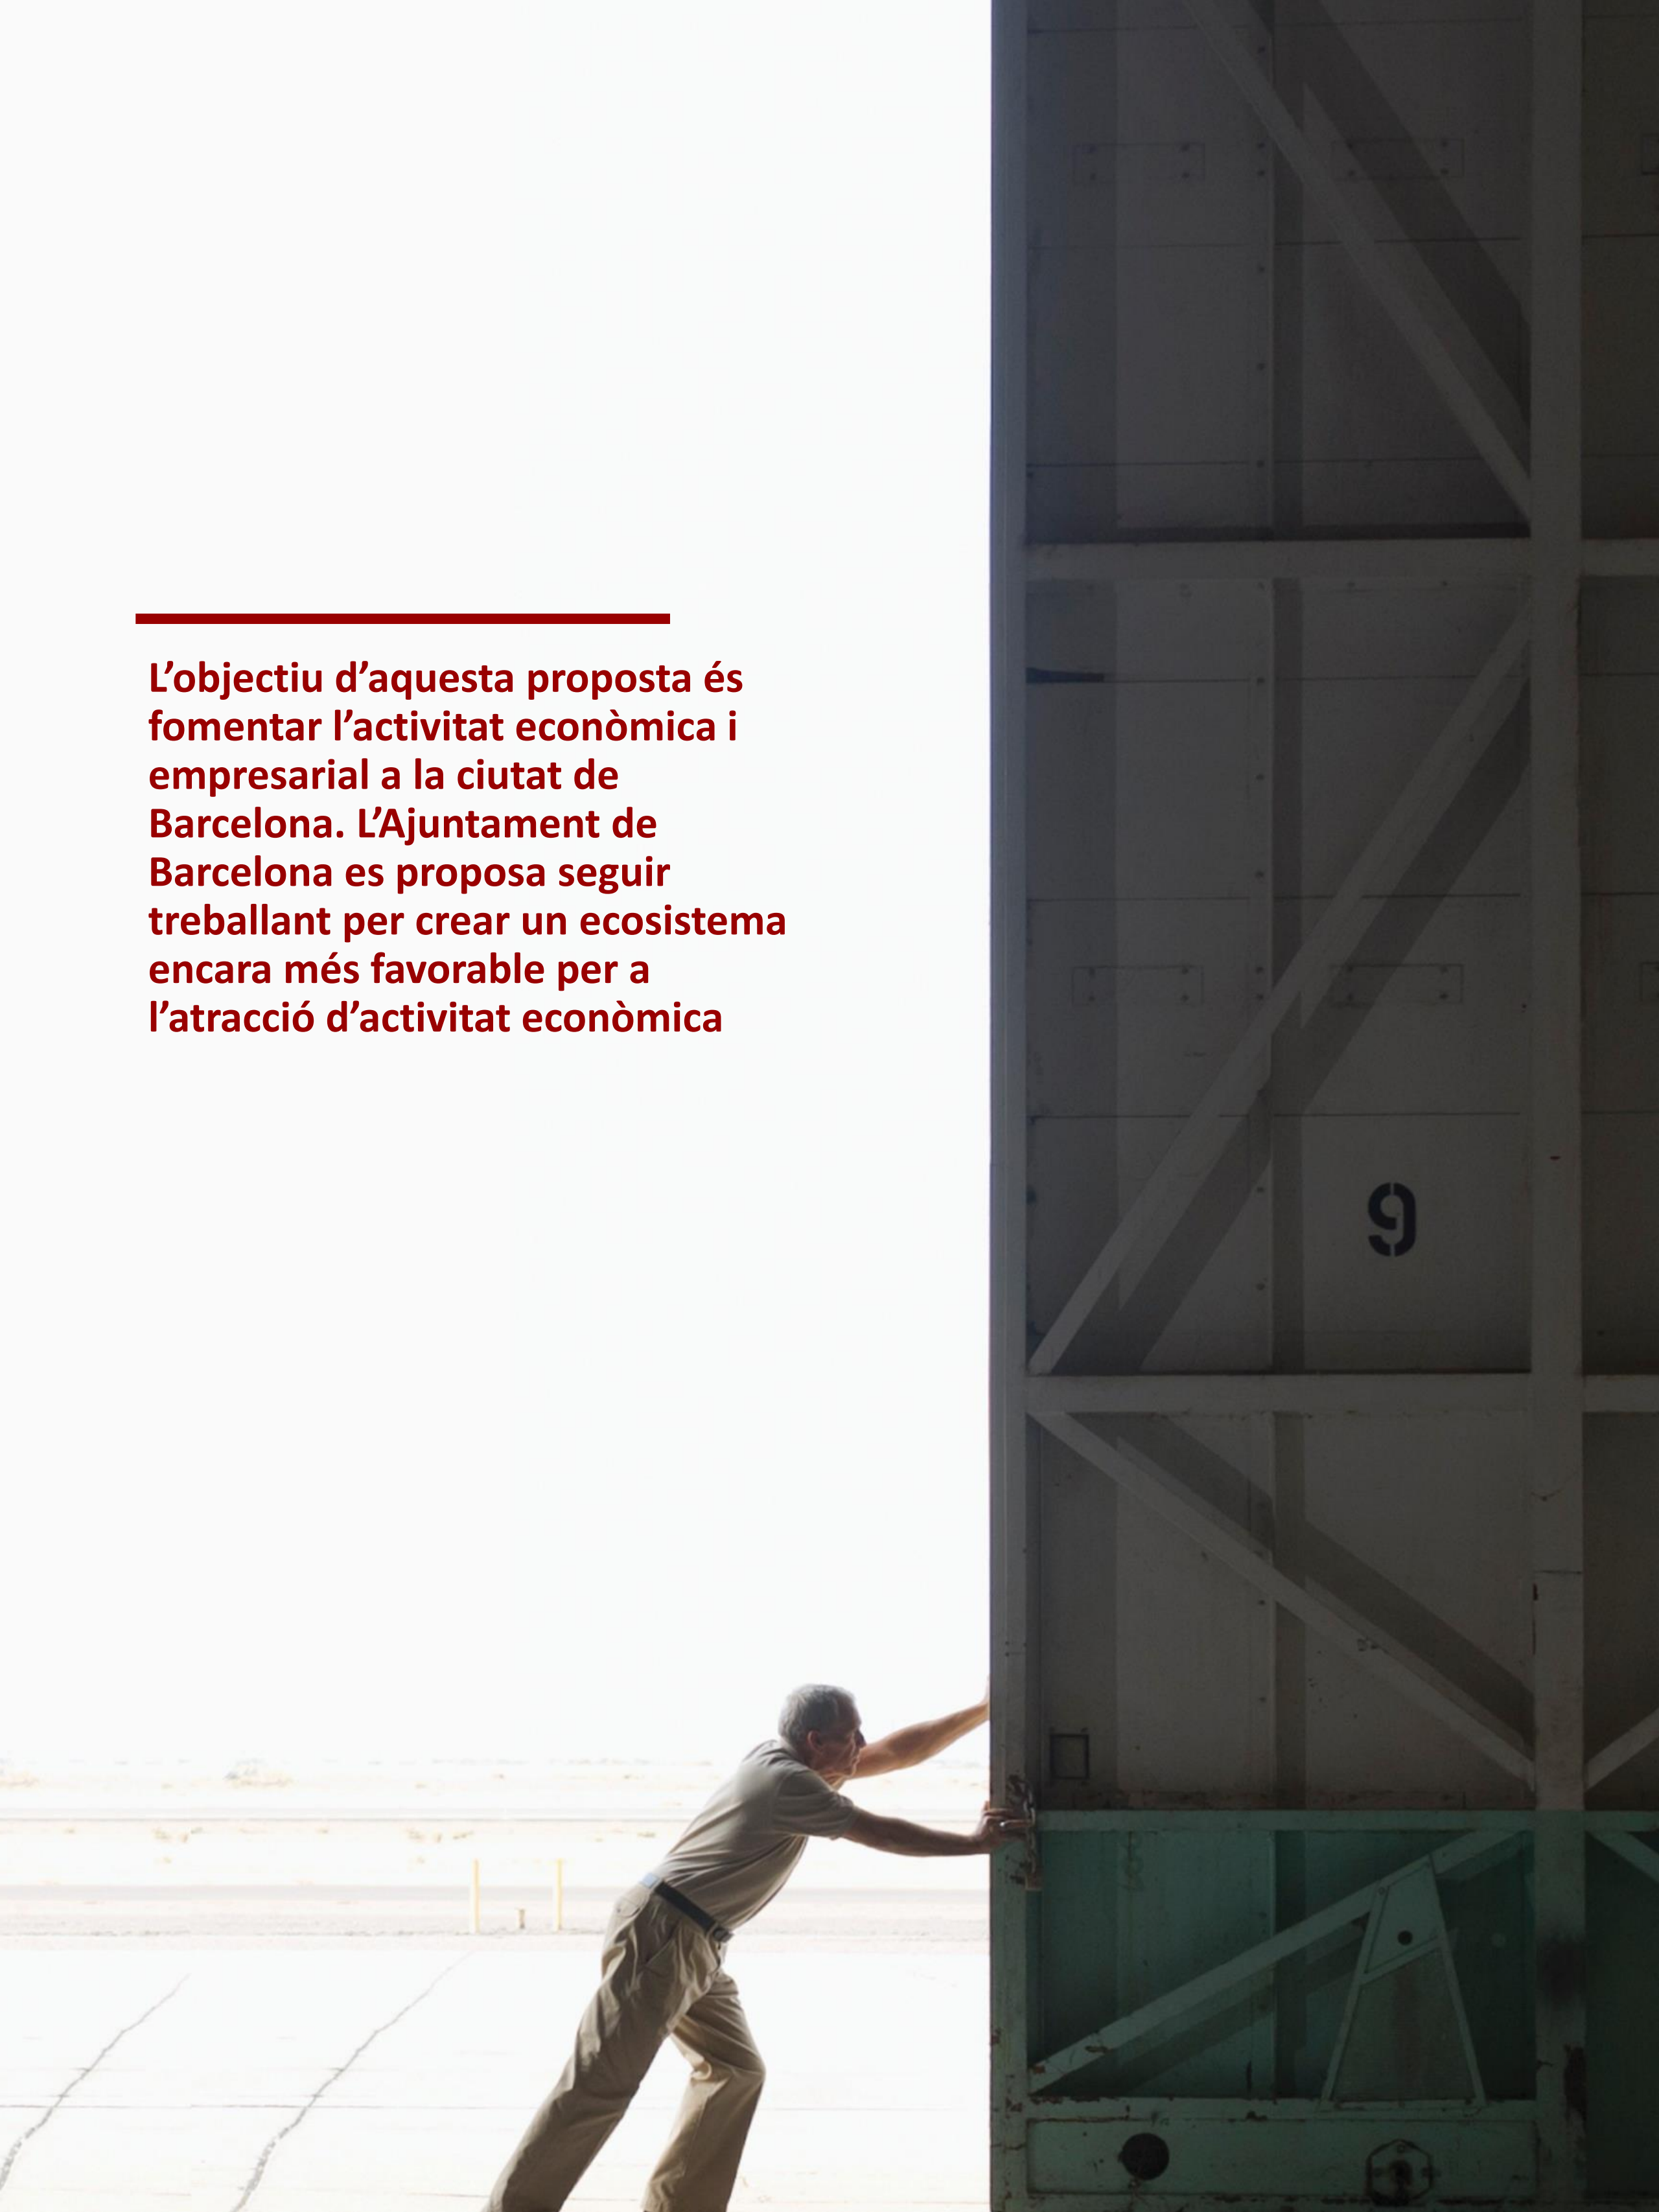 L’objectiu d’aquesta proposta és
fomentar l’activitat econòmica i
empresarial a la ciutat de
Barcelona. L’Ajuntament de
Barcelona es proposa seguir
treballant per crear un ecosistema
encara més favorable per a
l’atracció d’activitat econòmica
9